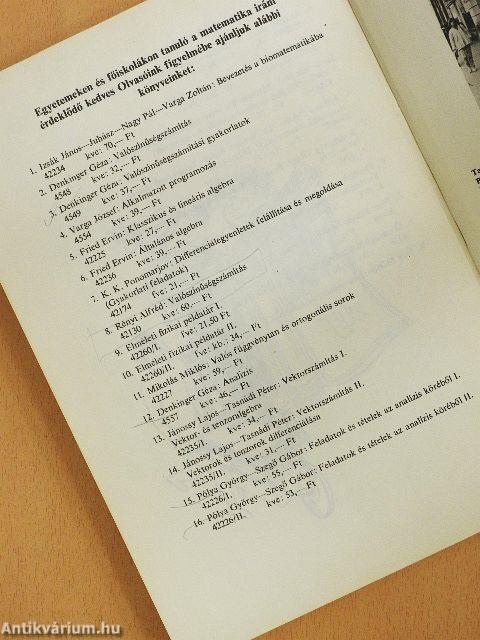 Egyetemeken és főiskolákon tanuló a matematika irán
érdeklődő kedves Olvasóink figyelmébe ajánljuk alábbi
könyveinket:
1. Izsák János—Juhász—Nagy Pál—Varga Zoltán: Bevezetés a biomatematikába
42234 kve: 70,— Ft
2. Denkinger Géza: Valószínűségszámítás
4548 kve: 32,— Ft
3. Denkinger Géza: Valószínűségszámítási gyakorlatok
4549 kve: 37,— Ft
4. Varga József: Alkalmazott programozás
4554 kve: 39,— Ft
5. Fried Ervin: Klasszikus és lineáris algebra
42225 kve: 27,— Ft
6. Fried Ervin: Általános algebra
42236 kve: 39,— Ft
7. K. K. Ponomarjov: Differenciálegyenletek felállítása és megoldása
(Gyakorlati feladatok)
42174 fve: 21,— Ft
8. Rényi Alfréd: Valószínűségszámítás
42130 kve: 60,— Ft
9. Elméleti fizikai példatár I.
42260/I. fve: 21,50 Ft
10. Elméleti fizikai példatár II.
42260/II. fve: kb.: 34,— Ft
11. Mikolás Miklós: Valós függvénytan és ortogonális sorok
42227 kve: 59,— Ft
12. Denkinger Géza: Analízis
4557 kve: 46,— Ft
13. Jánossy Lajos—Tasnádi Péter: Vektorszámítás I.
Vektor- és tenzoralgebra
42235/I. kve: 34,— Ft
14. Jánossy Lajos—Tasnádi Péter: Vektorszámítás II.
Vektorok és tenzorok differenciálása
42235/II. kve: 31,— Ft
15. Pólya György—Szegő Gábor: Feladatok és tételek az analízis köréből I.
42226/I. kve: 55,— Ft
16. Pólya György—Szegő Gábor: Feladatok és tételek az analízis köréből II.
42226/II. kve: 53,— Ft
Antikvárium.hu